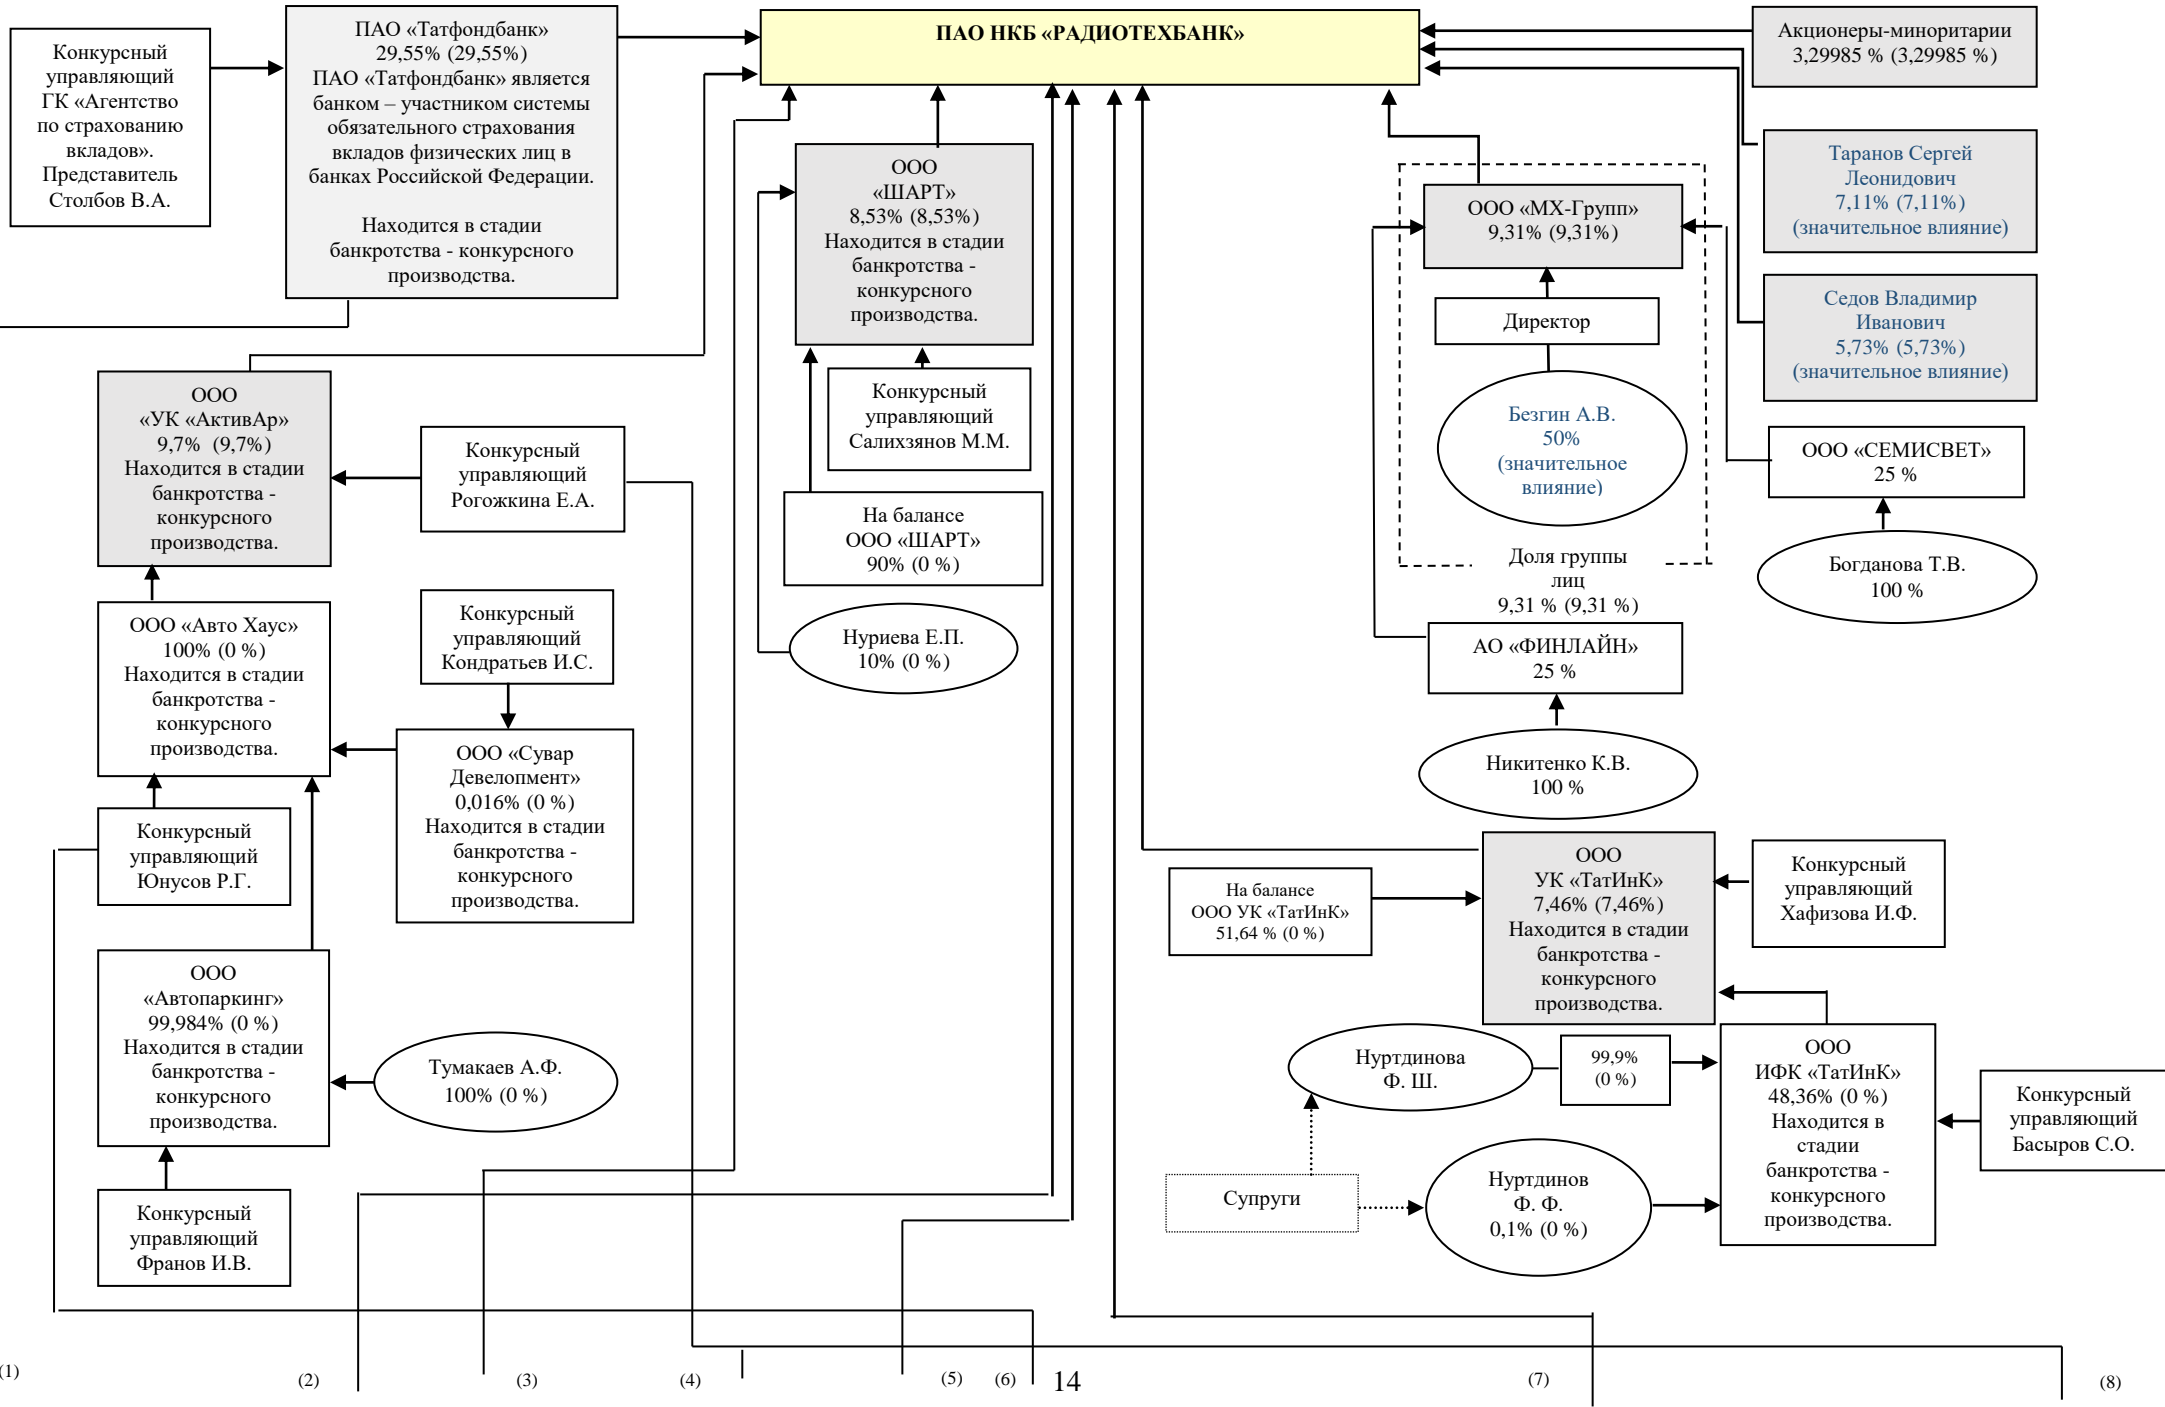 Конкурсный
управляющий
ГК «Агентство
по страхованию
вкладов».
Представитель
Столбов В.А.
ПАО «Татфондбанк»
29,55% (29,55%)
ПАО «Татфондбанк» является
банком – участником системы
обязательного страхования
вкладов физических лиц в
банках Российской Федерации.
Находится в стадии
банкротства - конкурсного
производства.
ПАО НКБ «РАДИОТЕХБАНК»
Акционеры-миноритарии
3,29985 % (3,29985 %)
Таранов Сергей
Леонидович
7,11% (7,11%)
(значительное влияние)
Седов Владимир
Иванович
5,73% (5,73%)
(значительное влияние)
ООО
«ШАРТ»
8,53% (8,53%)
Находится в стадии
банкротства -
конкурсного
производства.
Конкурсный
управляющий
Салихзянов М.М.
На балансе
ООО «ШАРТ»
90% (0 %)
Нуриева Е.П.
10% (0 %)
ООО «МХ-Групп»
9,31% (9,31%)
Директор
Безгин А.В.
50%
(значительное
влияние)
Доля группы
лиц
9,31 % (9,31 %)
ООО «СЕМИСВЕТ»
25 %
Богданова Т.В.
100 %
АО «ФИНЛАЙН»
25 %
Никитенко К.В.
100 %
ООО
«УК «АктивАр»
9,7% (9,7%)
Находится в стадии
банкротства -
конкурсного
производства.
Конкурсный
управляющий
Рогожкина Е.А.
ООО «Авто Хаус»
100% (0 %)
Находится в стадии
банкротства -
конкурсного
производства.
Конкурсный
управляющий
Кондратьев И.С.
ООО «Сувар
Девелопмент»
0,016% (0 %)
Находится в стадии
банкротства -
конкурсного
производства.
Конкурсный
управляющий
Юнусов Р.Г.
ООО
«Автопаркинг»
99,984% (0 %)
Находится в стадии
банкротства -
конкурсного
производства.
Тумакаев А.Ф.
100% (0 %)
Конкурсный
управляющий
Франов И.В.
На балансе
ООО УК «ТатИнК»
51,64 % (0 %)
ООО
УК «ТатИнК»
7,46% (7,46%)
Находится в стадии
банкротства -
конкурсного
производства.
Конкурсный
управляющий
Хафизова И.Ф.
Нуртдинова
Ф. Ш.
99,9%
(0 %)
ООО
ИФК «ТатИнК»
48,36% (0 %)
Находится в
стадии
банкротства -
конкурсного
производства.
Конкурсный
управляющий
Басыров С.О.
Супруги
Нуртдинов
Ф. Ф.
0,1% (0 %)
(1)
(2)
(3)
(4)
(5)
(6)
14
(7)
(8)